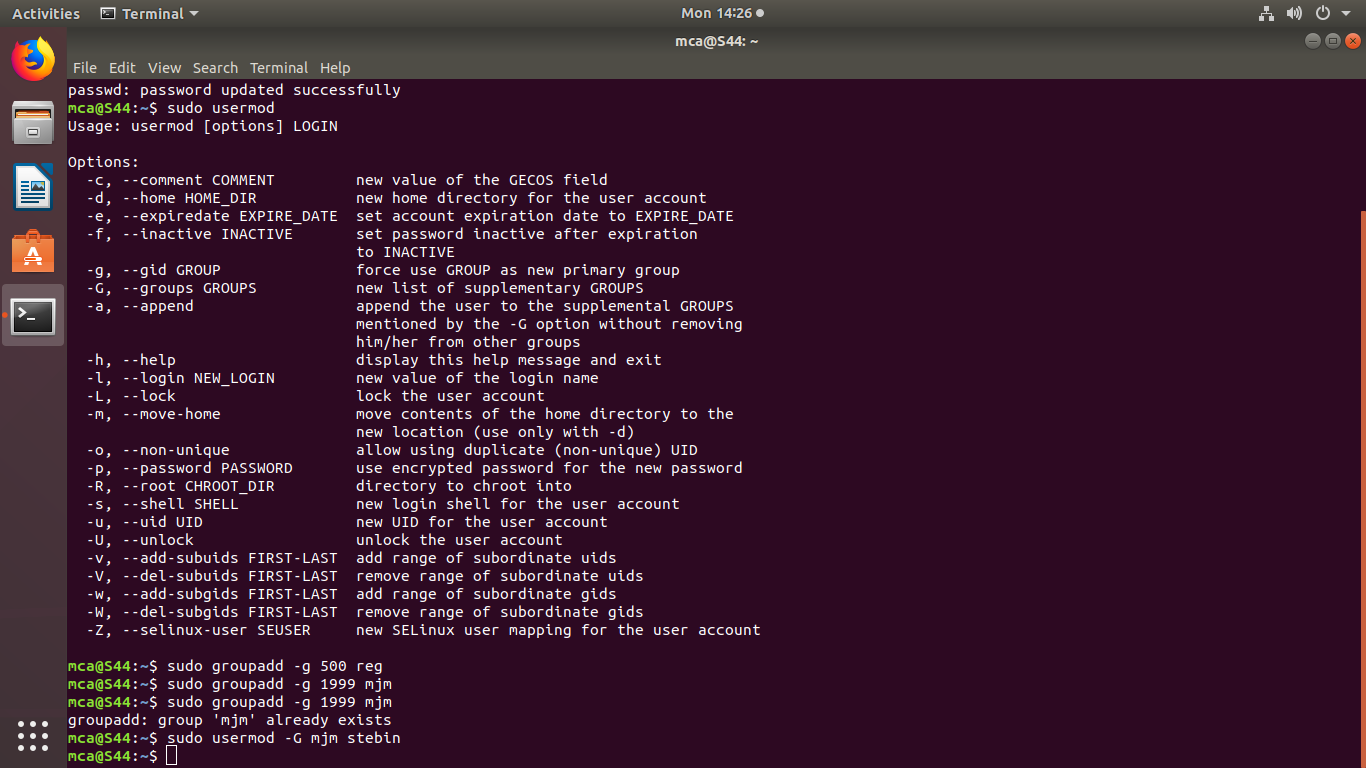 Activities Terminal Mon 14:26
mca@S44: ~
File Edit View Search Terminal Help
passwd: password updated successfully
mca@S44:~$ sudo usermod
Usage: usermod [options] LOGIN
Options:
-c, --comment COMMENT new value of the GECOS field
-d, --home HOME_DIR new home directory for the user account
-e, --expiredate EXPIRE_DATE set account expiration date to EXPIRE_DATE
-f, --inactive INACTIVE set password inactive after expiration
to INACTIVE
-g, --gid GROUP force use GROUP as new primary group
-G, --groups GROUPS new list of supplementary GROUPS
-a, --append append the user to the supplemental GROUPS
mentioned by the -G option without removing
him/her from other groups
-h, --help display this help message and exit
-l, --login NEW_LOGIN new value of the login name
-L, --lock lock the user account
-m, --move-home move contents of the home directory to the
new location (use only with -d)
-o, --non-unique allow using duplicate (non-unique) UID
-p, --password PASSWORD use encrypted password for the new password
-R, --root CHROOT_DIR directory to chroot into
-s, --shell SHELL new login shell for the user account
-u, --uid UID new UID for the user account
-U, --unlock unlock the user account
-v, --add-subuids FIRST-LAST add range of subordinate uids
-V, --del-subuids FIRST-LAST remove range of subordinate uids
-w, --add-subgids FIRST-LAST add range of subordinate gids
-W, --del-subgids FIRST-LAST remove range of subordinate gids
-Z, --selinux-user SEUSER new SELinux user mapping for the user account
mca@S44:~$ sudo groupadd -g 500 reg
mca@S44:~$ sudo groupadd -g 1999 mjm
mca@S44:~$ sudo groupadd -g 1999 mjm
groupadd: group 'mjm' already exists
mca@S44:~$ sudo usermod -G mjm stebin
mca@S44:~$